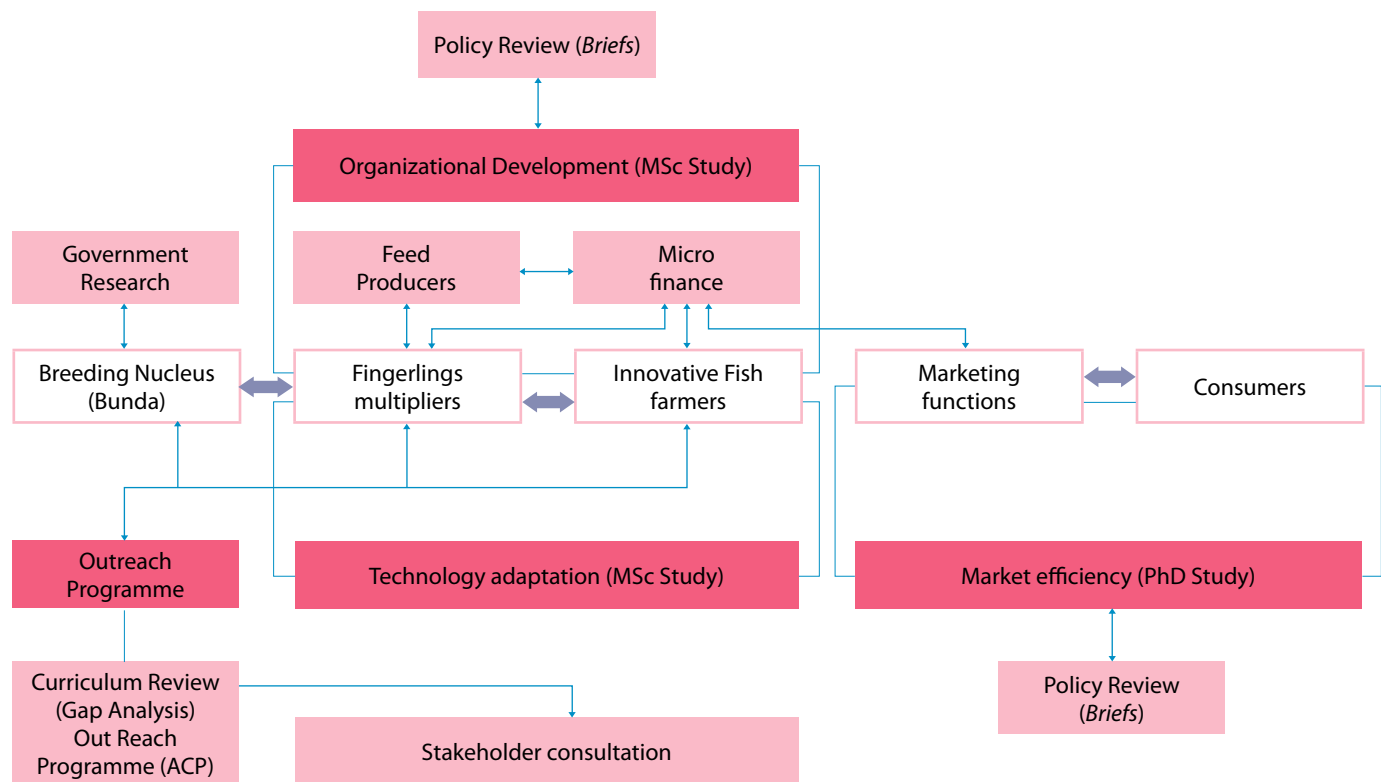 Policy Review (Briefs)
Organizational Development (MSc Study)
Government
Research
Feed
Producers
Micro
finance
Breeding Nucleus
(Bunda)
Fingerlings
multipliers
Innovative Fish
farmers
Marketing
functions
Consumers
Outreach
Programme
Technology adaptation (MSc Study)
Market efficiency (PhD Study)
Curriculum Review
(Gap Analysis)
Out Reach
Programme (ACP)
Stakeholder consultation
Policy Review
(Briefs)